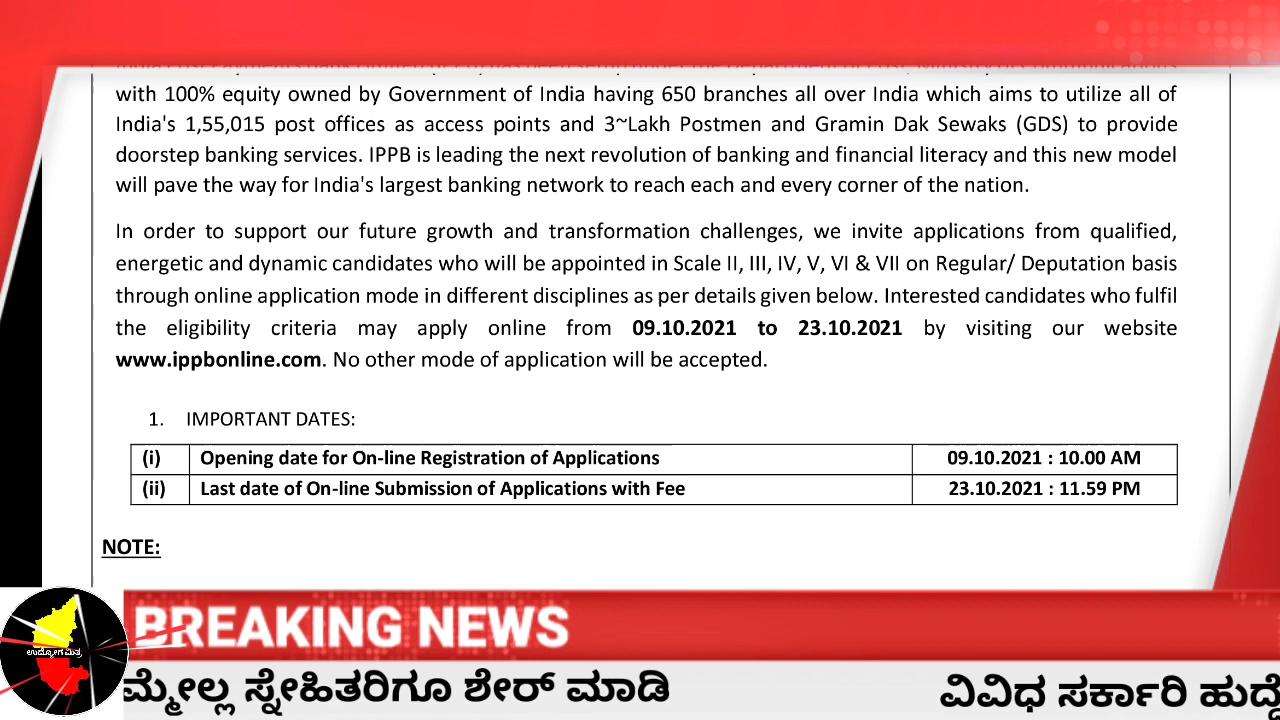 with 100% equity owned by Government of India having 650 branches all over India which aims to utilize all of
India's 1,55,015 post offices as access points and 3~Lakh Postmen and Gramin Dak Sewaks (GDS) to provide
doorstep banking services. IPPB is leading the next revolution of banking and financial literacy and this new model
will pave the way for India's largest banking network to reach each and every corner of the nation.
In order to support our future growth and transformation challenges, we invite applications from qualified,
energetic and dynamic candidates who will be appointed in Scale II, III, IV, V, VI & VII on Regular/ Deputation basis
through online application mode in different disciplines as per details given below. Interested candidates who fulfil
the eligibility criteria may apply online from 09.10.2021 to 23.10.2021 by visiting our website
www.ippbonline.com. No other mode of application will be accepted.
1. IMPORTANT DATES:
(i) Opening date for On-line Registration of Applications 09.10.2021 : 10.00 AM
(ii) Last date of On-line Submission of Applications with Fee 23.10.2021 : 11.59 PM
NOTE:
BREAKING NEWS
ಉದ್ಯೋಗ ಮಿತ್ರ
ಮ್ಮೆಲ್ಲ ಸ್ನೇಹಿತರಿಗೂ ಶೇರ್ ಮಾಡಿ ವಿವಿಧ ಸರ್ಕಾರಿ ಹುದ್ದೆ